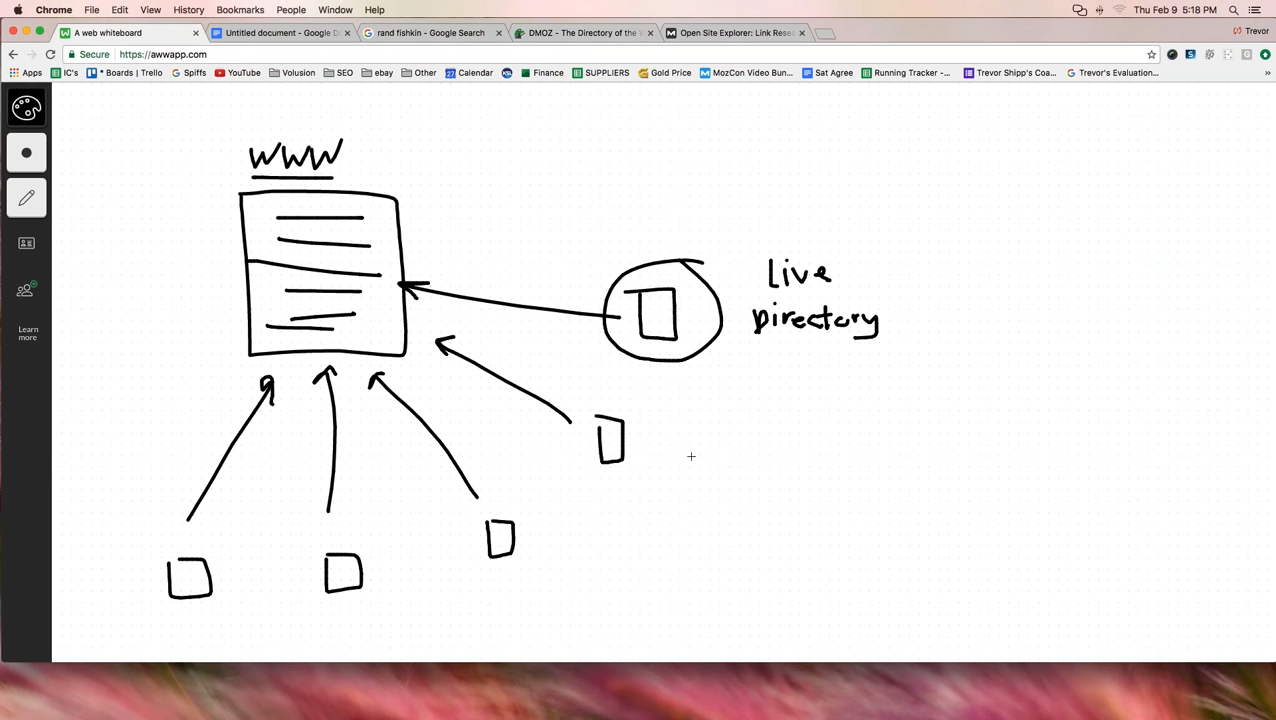 Chrome File Edit View History Bookmarks People Window Help Thu Feb 9 5:18 PM
A web whiteboard Untitled document - Google D rand fishkin - Google Search DMOZ - The Directory of the Open Site Explorer: Link Resea Trevor
Secure https://awwapp.com
Apps IC's * Boards | Trello Spiffs YouTube Volusion SEO ebay Other Calendar KSL Finance SUPPLIERS Gold Price MozCon Video Bun... Sat Agree Running Tracker -... Trevor Shipp's Coa... Trevor's Evaluation... »
www
Live
Directory
Learn
more